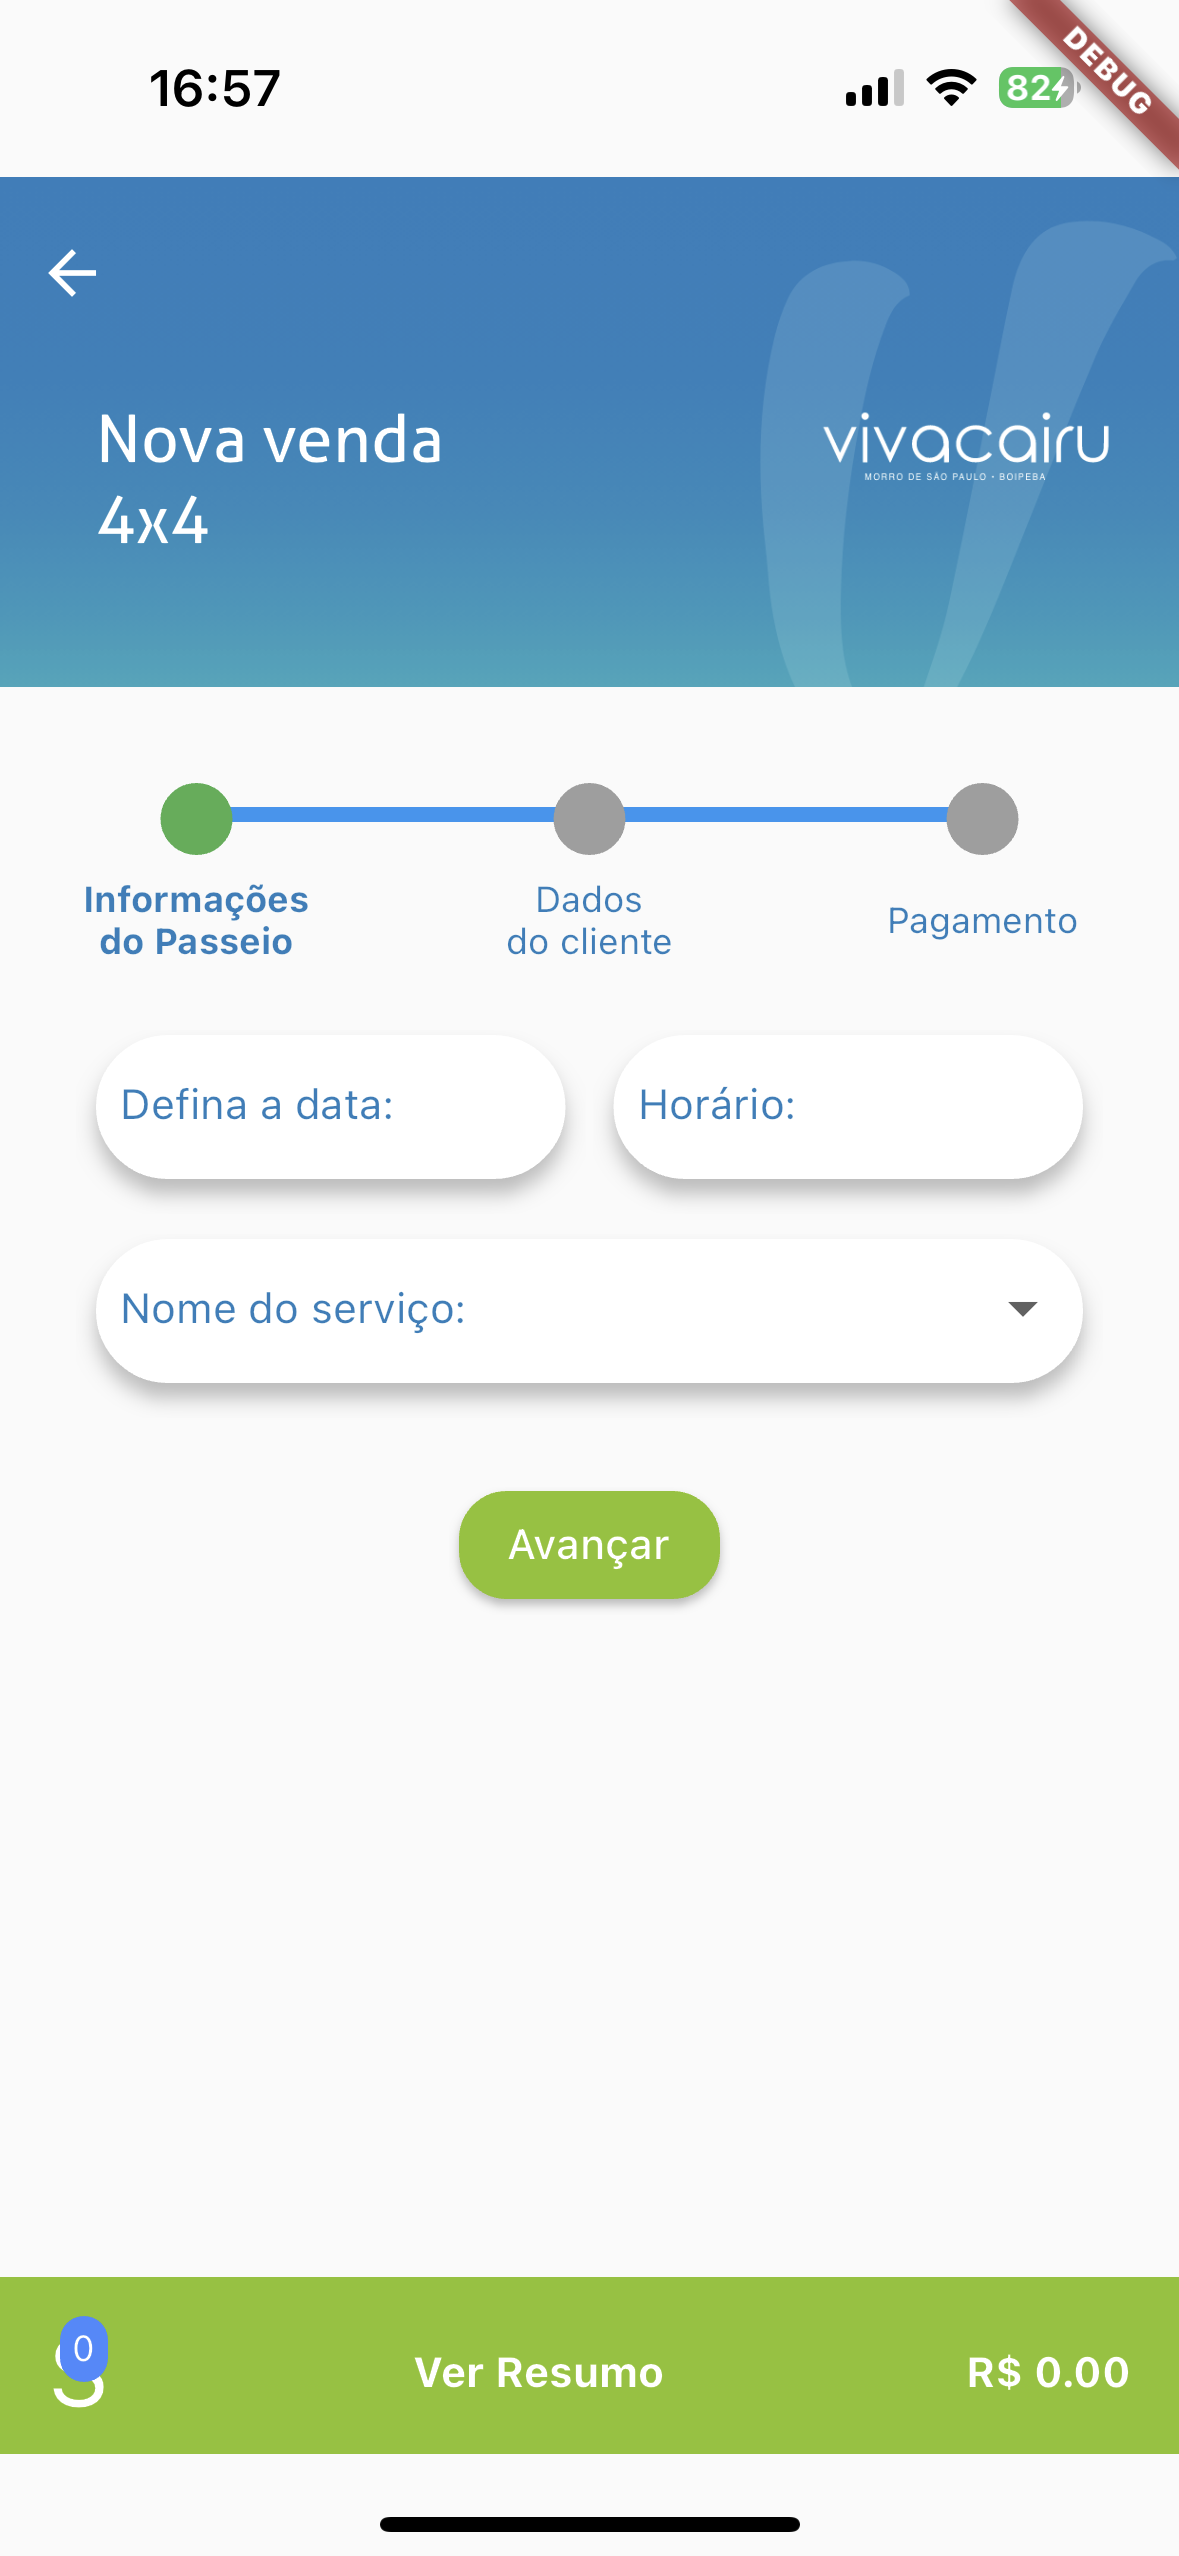 16:57
82
DEBUG
Nova venda
4x4
vivacairu
MORRO DE SÃO PAULO • BOIPEBA
Informações
do Passeio
Dados
do cliente
Pagamento
Defina a data:
Horário:
Nome do serviço:
Avançar
0
Ver Resumo
R$ 0.00